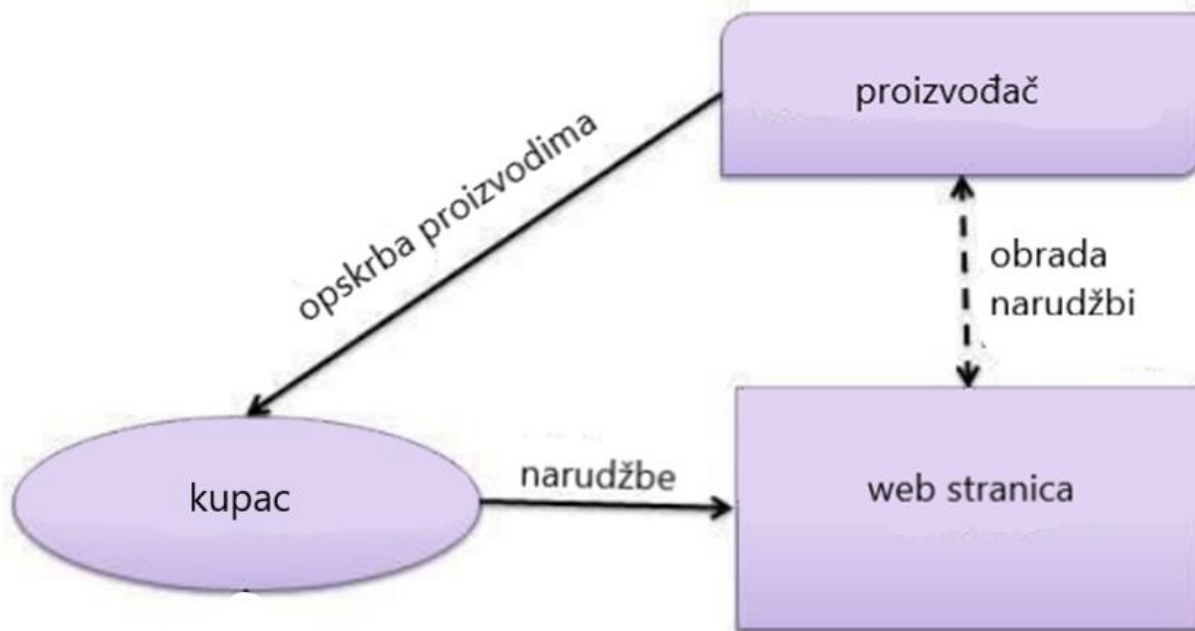 proizvođač
opskrba proizvodima
obrada
narudžbi
kupac
narudžbe
web stranica